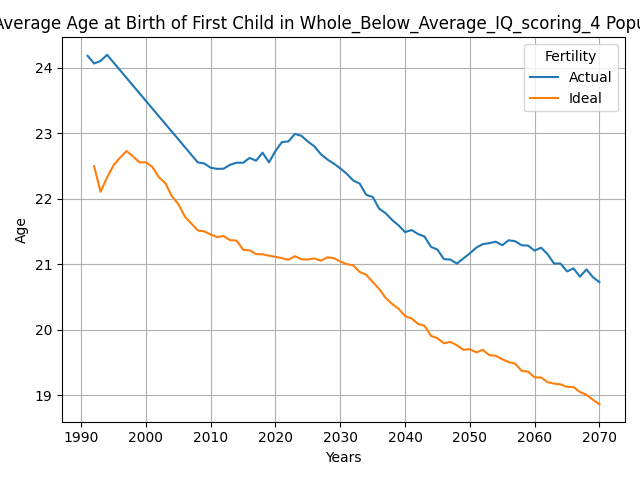 Average Age at Birth of First Child in Whole_Below_Average_IQ_scoring_4 Popu
Fertility
Actual
Ideal
Age
24
23
22
21
20
19
1990 2000 2010 2020 2030 2040 2050 2060 2070
Years